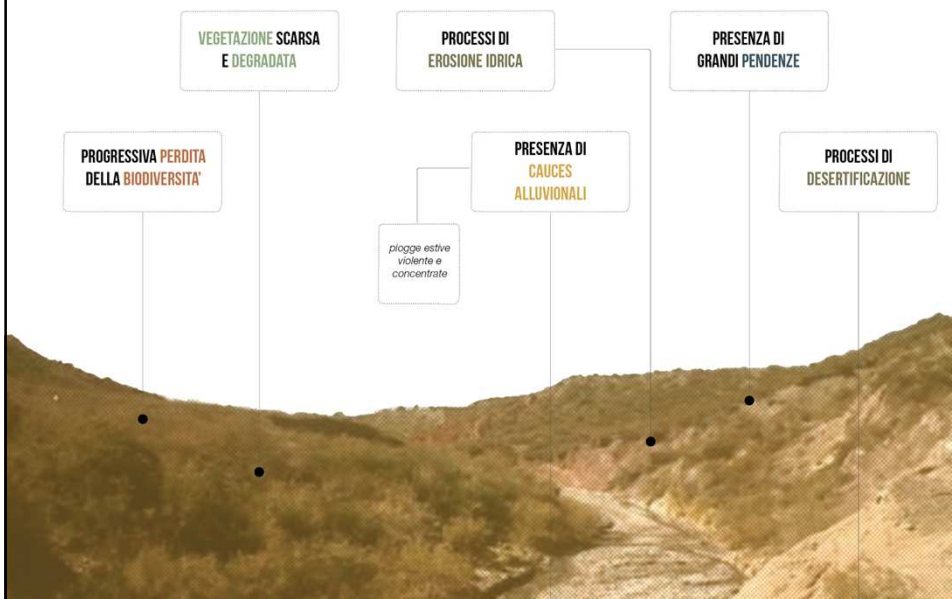 VEGETAZIONE SCARSA
E DEGRADATA
PROCESSI DI
EROSIONE IDRICA
PRESENZA DI
GRANDI PENDENZE
PROGRESSIVA PERDITA
DELLA BIODIVERSITA'
PRESENZA DI
CAUCES
ALLUVIONALI
PROCESSI DI
DESERTIFICAZIONE
piogge estive
violente e
concentrate